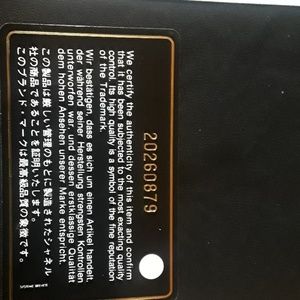 20260879
We certify the authenticity of this item and confirm
that it has been subjected to the most exacting quality
control. Its high quality is a symbol of the fine reputation
of the Trademark.
Wir bestätigen, dass es sich um einen Artikel handelt,
der während seiner Herstellung strengsten Kontrollen
unterworfen war, und dessen erstklassige Qualität
dem hohen Ansehen unserer Marke entspricht.
この製品は厳しい管理のもとに製造されたシャネル
社の商品であることを証明いたします。
このブランド・マークは最高級品質の象徴です。